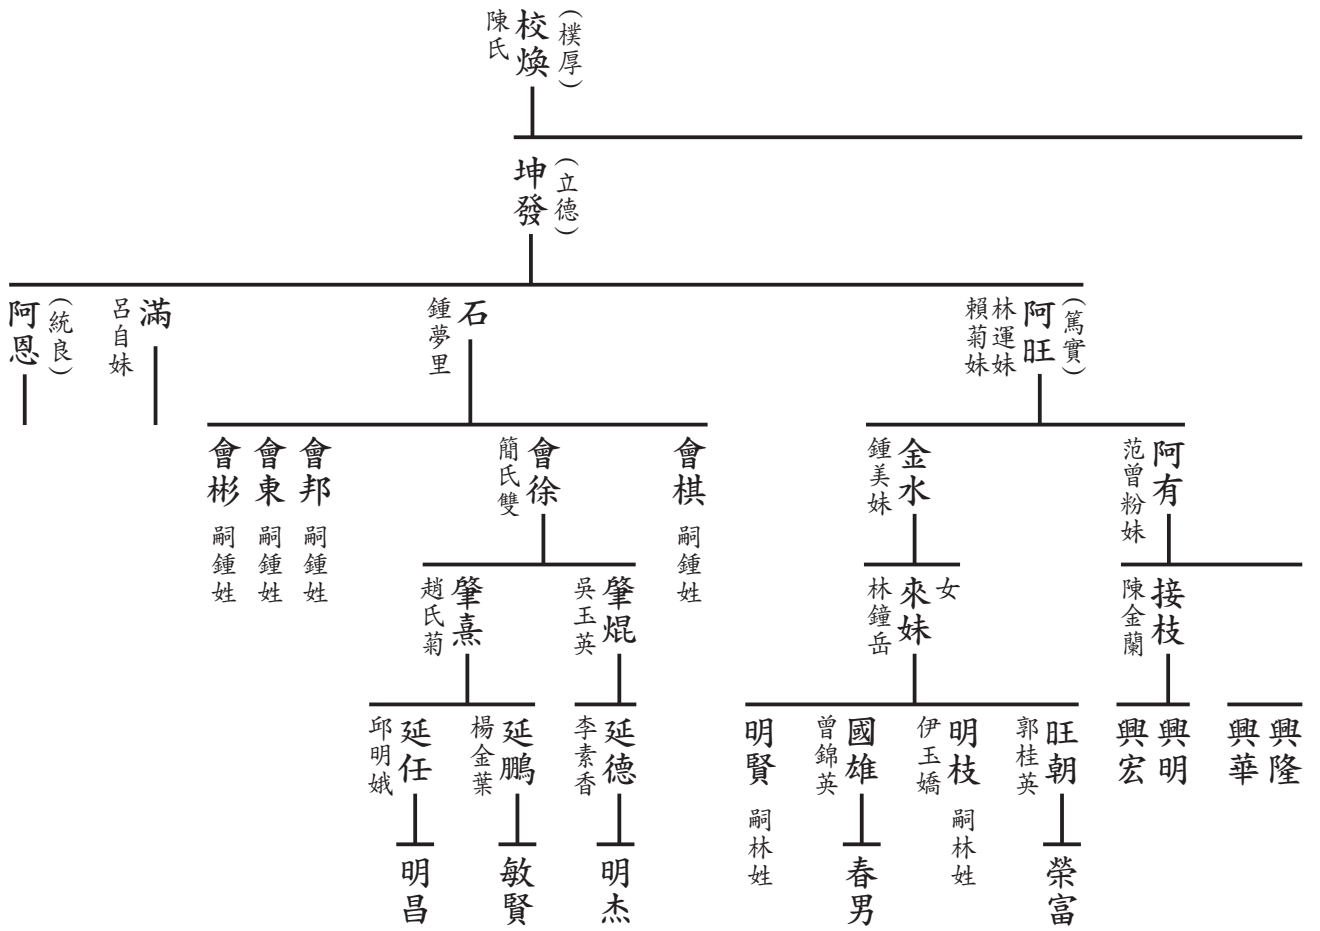 校煥
(樸厚)
陳氏
坤發
(立德)
阿旺
(篤實)
林運妹
賴菊妹
石
鍾夢里
滿
呂自妹
阿恩
(統良)
阿有
范曾粉妹
金水
鍾美妹
會棋
嗣鍾姓
會徐
簡氏雙
會邦
嗣鍾姓
會東
嗣鍾姓
會彬
嗣鍾姓
接枝
陳金蘭
女
來妹
林鐘岳
肇焜
吳玉英
肇熹
趙氏菊
興隆
興華
興明
興宏
旺朝
郭桂英
明枝
伊玉嬌
嗣林姓
國雄
曾錦英
明賢
嗣林姓
延德
李素香
延鵬
楊金葉
延任
邱明娥
榮富
春男
明杰
敏賢
明昌